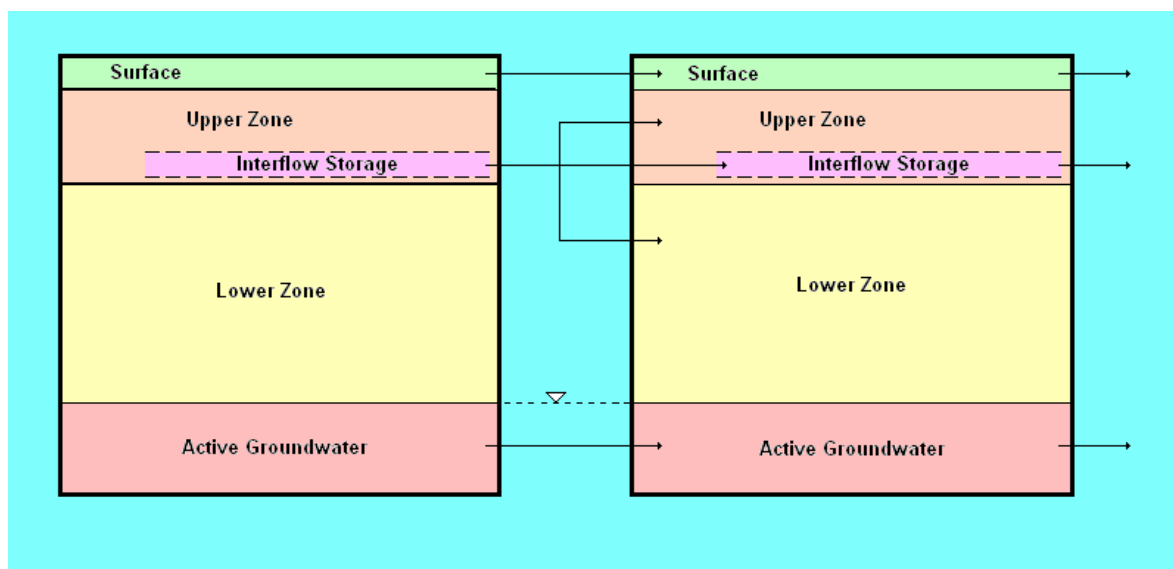 Surface
Upper Zone
Interflow Storage
Lower Zone
Active Groundwater
Surface
Upper Zone
Interflow Storage
Lower Zone
Active Groundwater